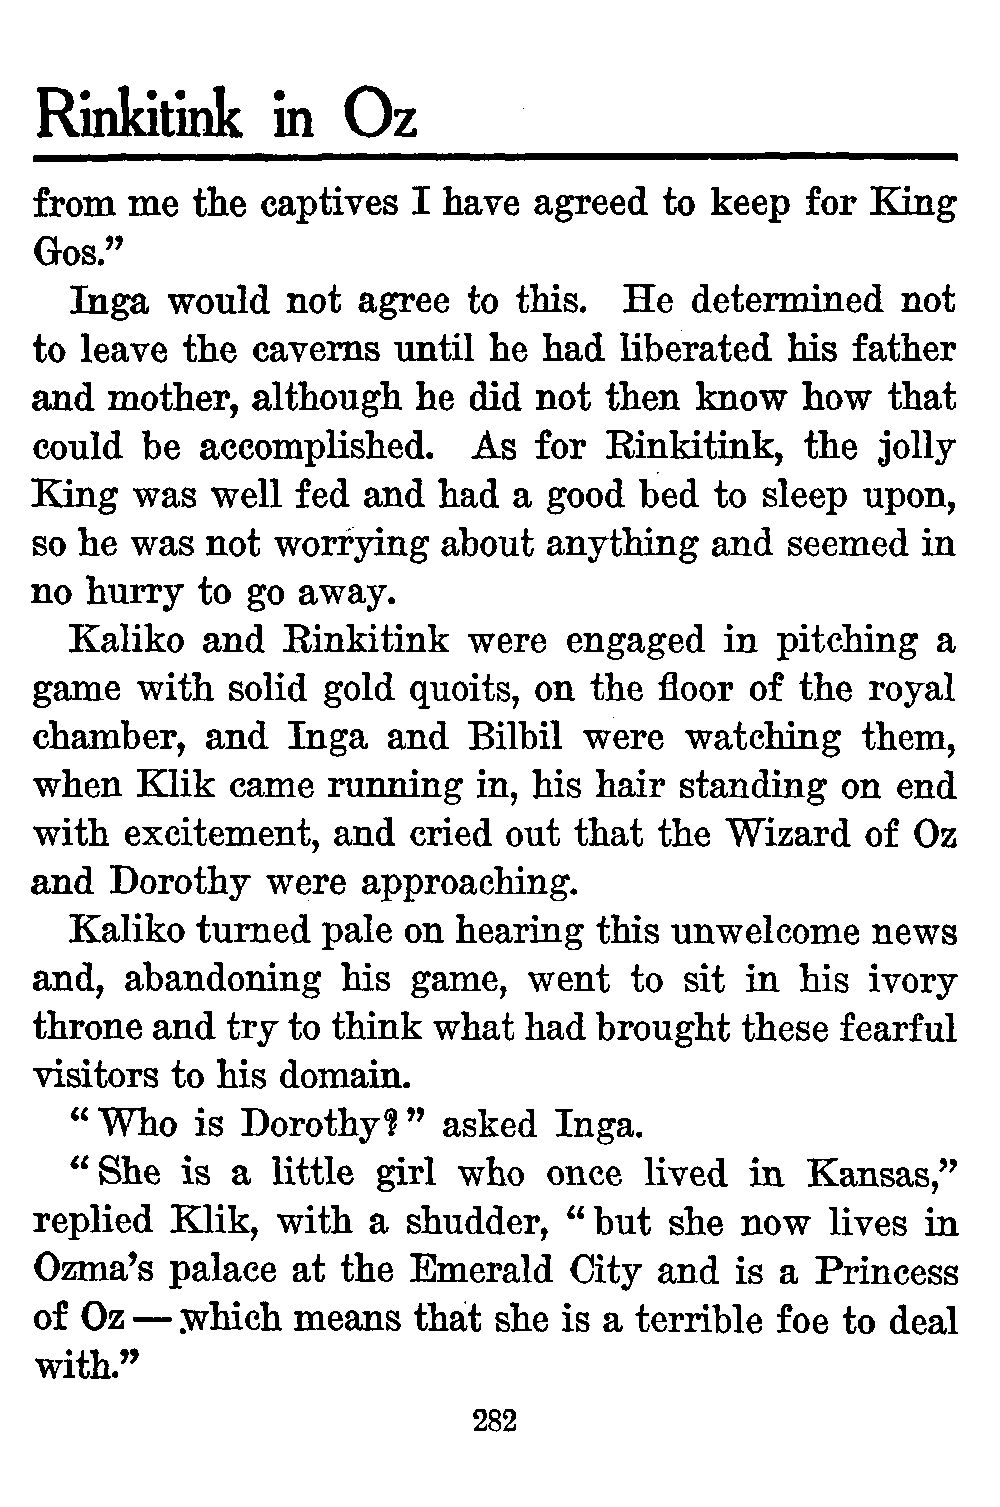 Rinkitink in Oz
from me the captives I have agreed to keep for King
Gos.”
Inga would not agree to this. He determined not
to leave the caverns until he had liberated his father
and mother, although he did not then know how that
could be accomplished. As for Rinkitink, the jolly
King was well fed and had a good bed to sleep upon,
so he was not worrying about anything and seemed in
no hurry to go away.
Kaliko and Rinkitink were engaged in pitching a
game with solid gold quoits, on the floor of the royal
chamber, and Inga and Bilbil were watching them,
when Klik came running in, his hair standing on end
with excitement, and cried out that the Wizard of Oz
and Dorothy were approaching.
Kaliko turned pale on hearing this unwelcome news
and, abandoning his game, went to sit in his ivory
throne and try to think what had brought these fearful
visitors to his domain.
“Who is Dorothy?” asked Inga.
“She is a little girl who once lived in Kansas,”
replied Klik, with a shudder, “but she now lives in
Ozma’s palace at the Emerald City and is a Princess
of Oz — which means that she is a terrible foe to deal
with.”
282